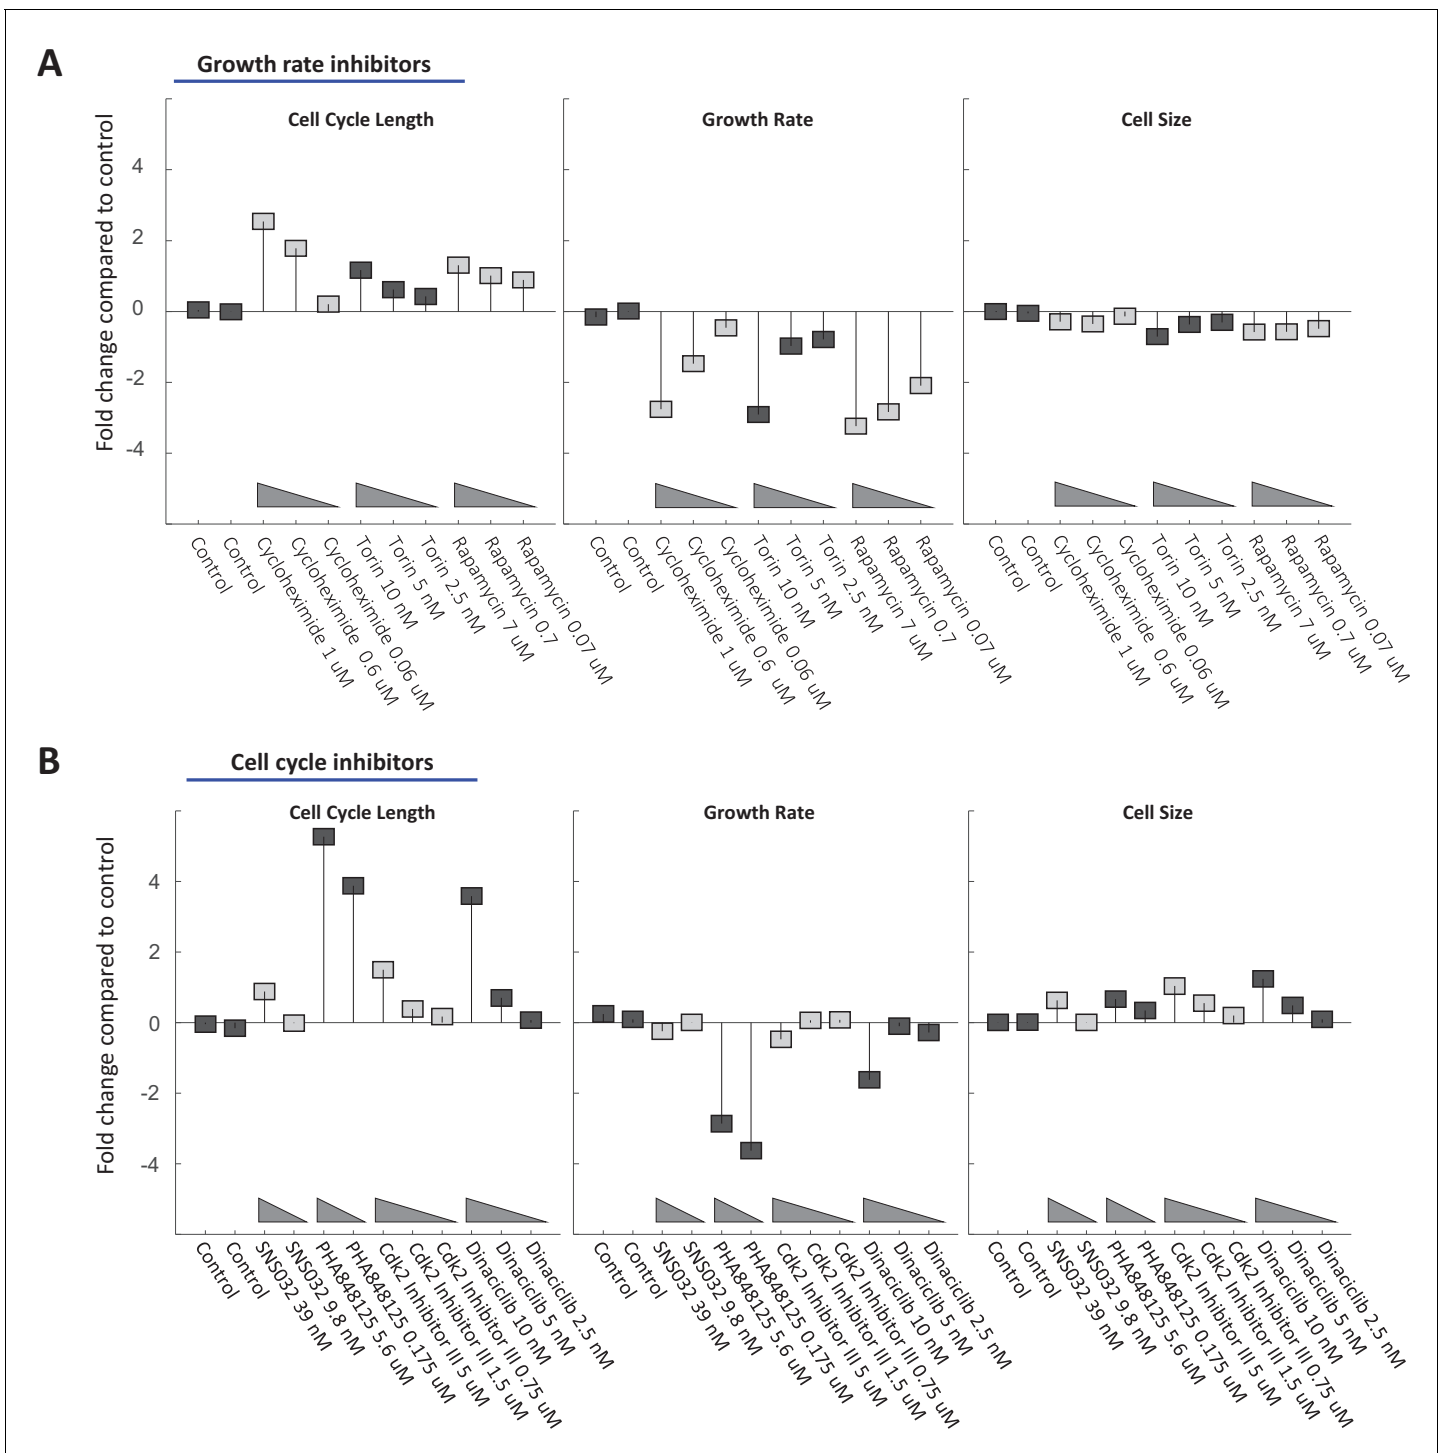 A
Growth rate inhibitors
Cell Cycle Length
Growth Rate
Cell Size
Fold change compared to control
4
2
0
-2
-4
Control
Control
Cycloheximide 1 uM
Cycloheximide 0.6 uM
Cycloheximide 0.06 uM
Torin 10 nM
Torin 5 nM
Torin 2.5 nM
Rapamycin 7 uM
Rapamycin 0.7
Rapamycin 0.07 uM
Control
Control
Cycloheximide 1 uM
Cycloheximide 0.6 uM
Cycloheximide 0.06 uM
Torin 10 nM
Torin 5 nM
Torin 2.5 nM
Rapamycin 7 uM
Rapamycin 0.7
Rapamycin 0.07 uM
Control
Control
Cycloheximide 1 uM
Cycloheximide 0.6 uM
Cycloheximide 0.06 uM
Torin 10 nM
Torin 5 nM
Torin 2.5 nM
Rapamycin 7 uM
Rapamycin 0.7 uM
Rapamycin 0.07 uM
B
Cell cycle inhibitors
Cell Cycle Length
Growth Rate
Cell Size
Fold change compared to control
4
2
0
-2
-4
Control
Control
SNS032 39 nM
SNS032 9.8 nM
PHA848125 5.6 uM
PHA848125 0.175 uM
Cdk2 Inhibitor III 5 uM
Cdk2 Inhibitor III 1.5 uM
Cdk2 Inhibitor III 0.75 uM
Dinaciclib 10 nM
Dinaciclib 5 nM
Dinaciclib 2.5 nM
Control
Control
SNS032 39 nM
SNS032 9.8 nM
PHA848125 5.6 uM
PHA848125 0.175 uM
Cdk2 Inhibitor III 5 uM
Cdk2 Inhibitor III 1.5 uM
Cdk2 Inhibitor III 0.75 uM
Dinaciclib 10 nM
Dinaciclib 5 nM
Dinaciclib 2.5 nM
Control
Control
SNS032 39 nM
SNS032 9.8 nM
PHA848125 5.6 uM
PHA848125 0.175 uM
Cdk2 Inhibitor III 5 uM
Cdk2 Inhibitor III 1.5 uM
Cdk2 Inhibitor III 0.75 uM
Dinaciclib 10 nM
Dinaciclib 5 nM
Dinaciclib 2.5 nM